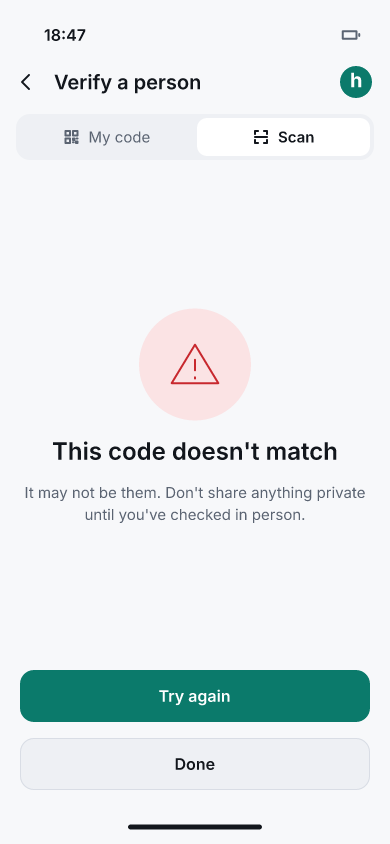 18:47
Verify a person
h
My code
Scan
This code doesn't match
It may not be them. Don't share anything private
until you've checked in person.
Try again
Done